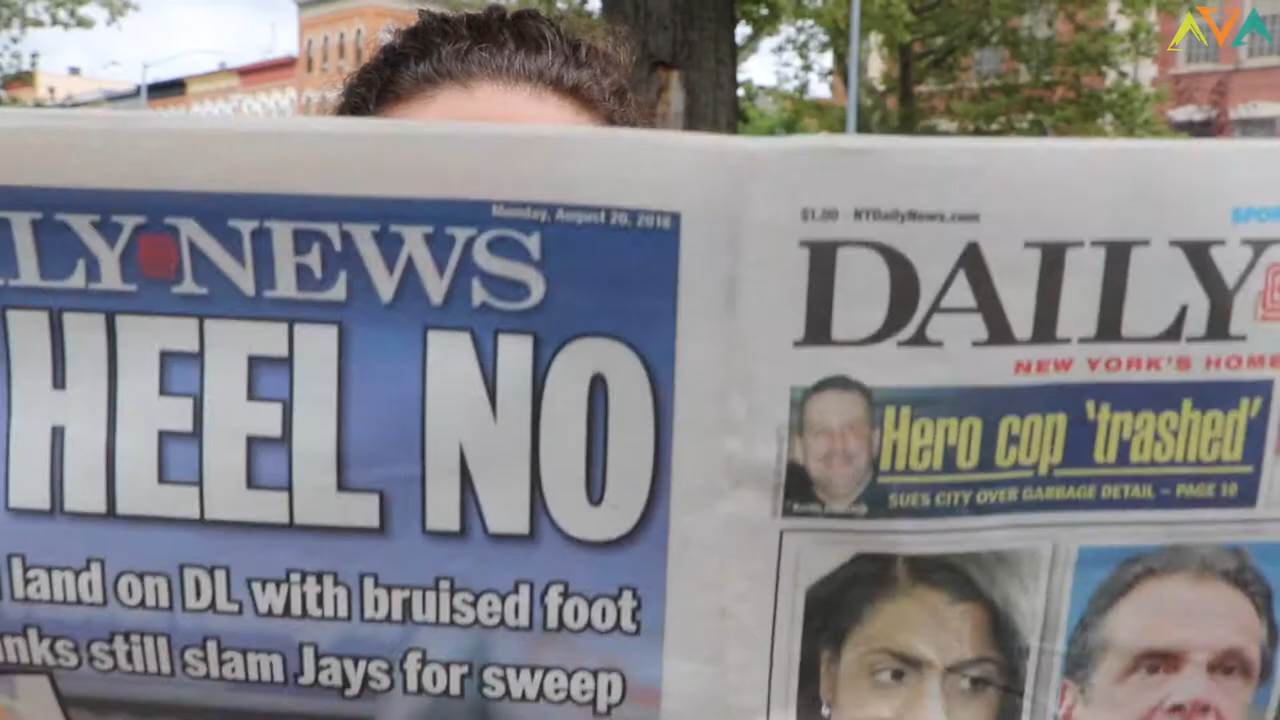 AVA
Monday, August 20, 2018
LY NEWS
HEEL NO
land on DL with bruised foot
nks still slam Jays for sweep
$1.00 NYDailyNews.com
SPO
DAILY
NEW YORK'S HOME
Hero cop 'trashed'
SUES CITY OVER GARBAGE DETAIL – PAGE 10